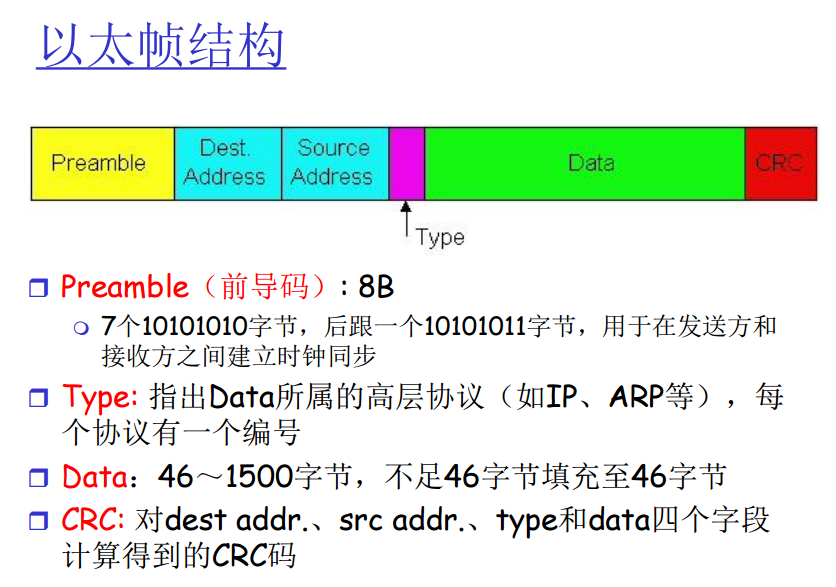 以太帧结构
Preamble
Dest.
Address
Source
Address
Data
CRC
Type
Preamble（前导码）: 8B
7个10101010字节，后跟一个10101011字节，用于在发送方和
接收方之间建立时钟同步
Type: 指出Data所属的高层协议（如IP、ARP等），每
个协议有一个编号
Data：46～1500字节，不足46字节填充至46字节
CRC: 对dest addr.、src addr.、type和data四个字段
计算得到的CRC码